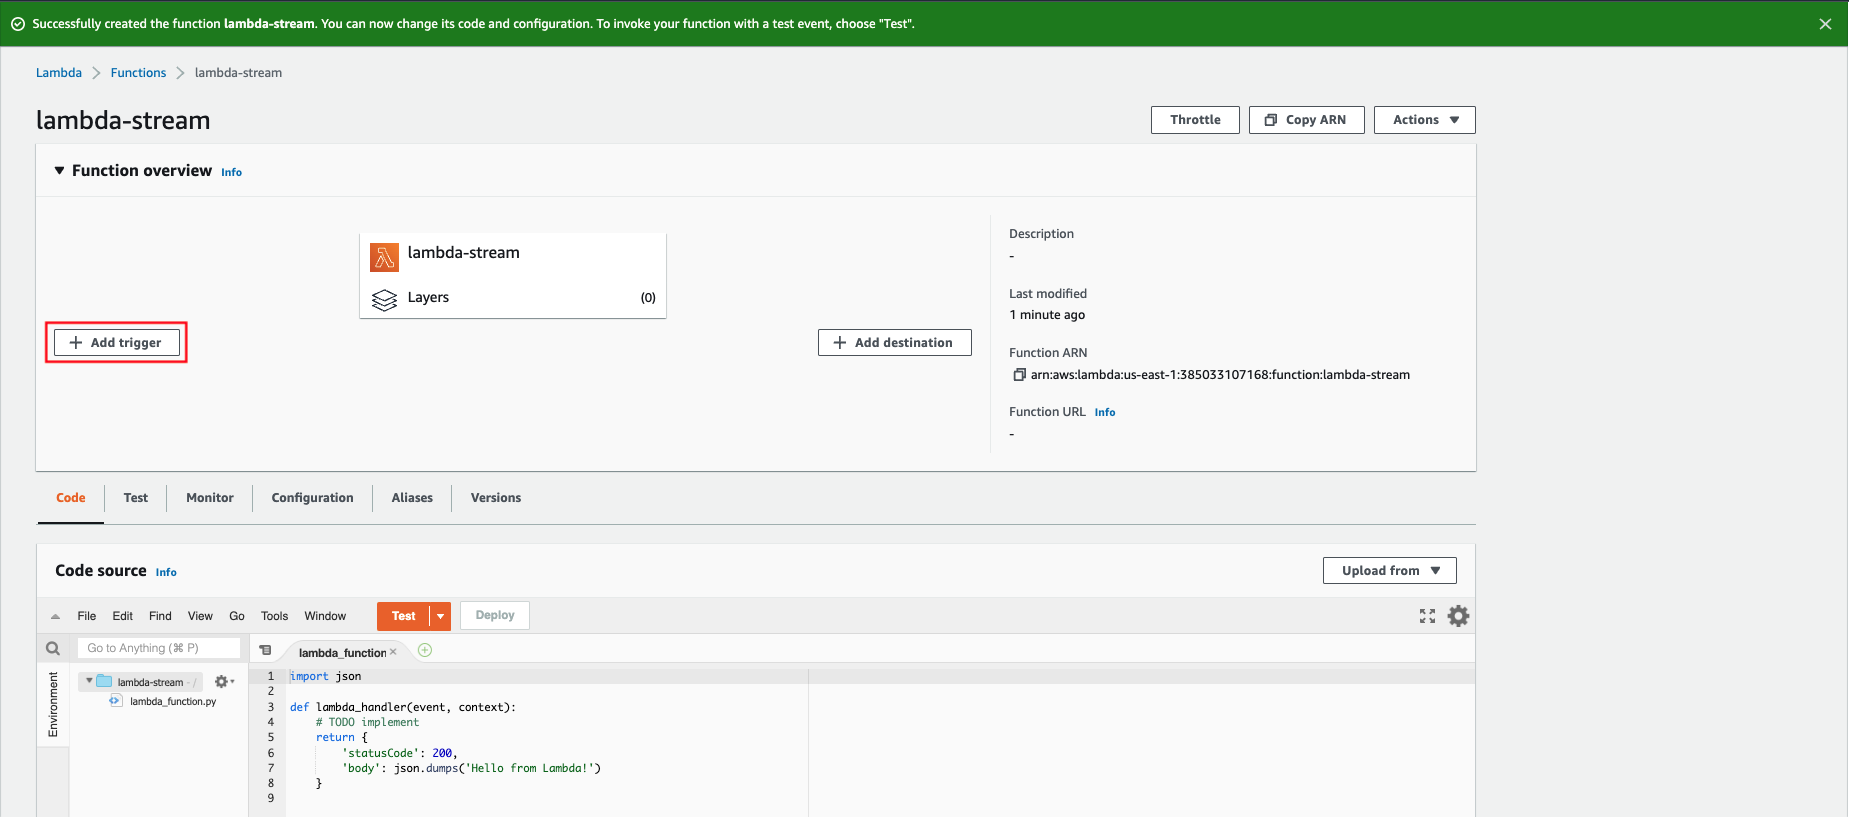 Successfully created the function lambda-stream. You can now change its code and configuration. To invoke your function with a test event, choose "Test".
Lambda > Functions > lambda-stream
lambda-stream
Throttle
Copy ARN
Actions
Function overview Info
lambda-stream
Layers (0)
+ Add trigger
+ Add destination
Description
-
Last modified
1 minute ago
Function ARN
arn:aws:lambda:us-east-1:385033107168:function:lambda-stream
Function URL Info
-
Code
Test
Monitor
Configuration
Aliases
Versions
Code source Info
Upload from
File Edit Find View Go Tools Window
Test
Deploy
Go to Anything (⌘ P)
lambda_function
Environment
lambda-stream - /
lambda_function.py
1 import json
2
3 def lambda_handler(event, context):
4     # TODO implement
5     return {
6         'statusCode': 200,
7         'body': json.dumps('Hello from Lambda!')
8     }
9